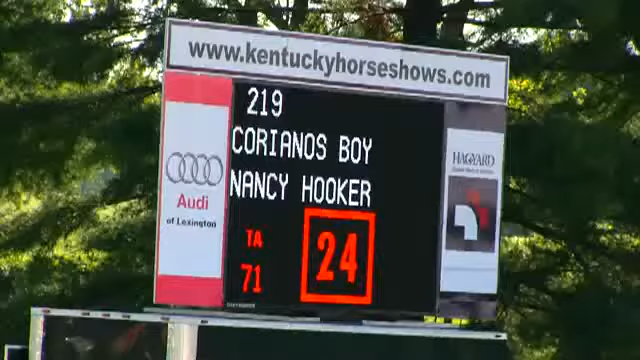 www.kentuckyhorseshows.com
219
CORIANOS BOY
NANCY HOOKER
TA
71
24
Audi
of Lexington
HAGYARD